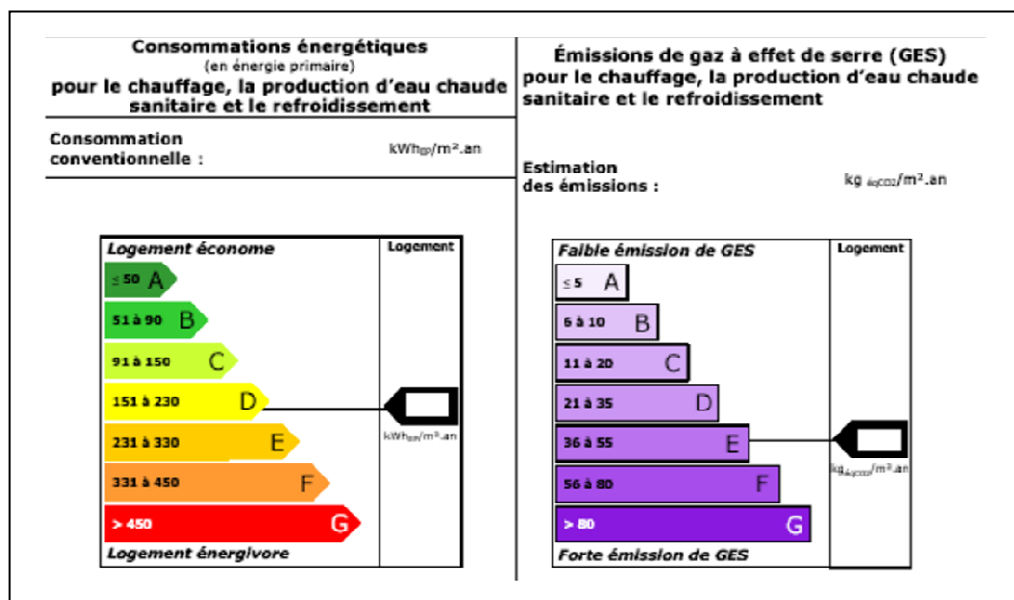 Consommations énergétiques
(en énergie primaire)
pour le chauffage, la production d'eau chaude
sanitaire et le refroidissement
Consommation
conventionnelle :
kWhEP/m².an
Logement économe
Logement
≤ 50 A
51 à 90 B
91 à 150 C
151 à 230 D
231 à 330 E
331 à 450 F
> 450 G
kWhEP/m².an
Logement énergivore
Émissions de gaz à effet de serre (GES)
pour le chauffage, la production d'eau chaude
sanitaire et le refroidissement
Estimation
des émissions :
kg éqCO2/m².an
Faible émission de GES
Logement
≤ 5 A
6 à 10 B
11 à 20 C
21 à 35 D
36 à 55 E
56 à 80 F
> 80 G
kg éqCO2/m².an
Forte émission de GES